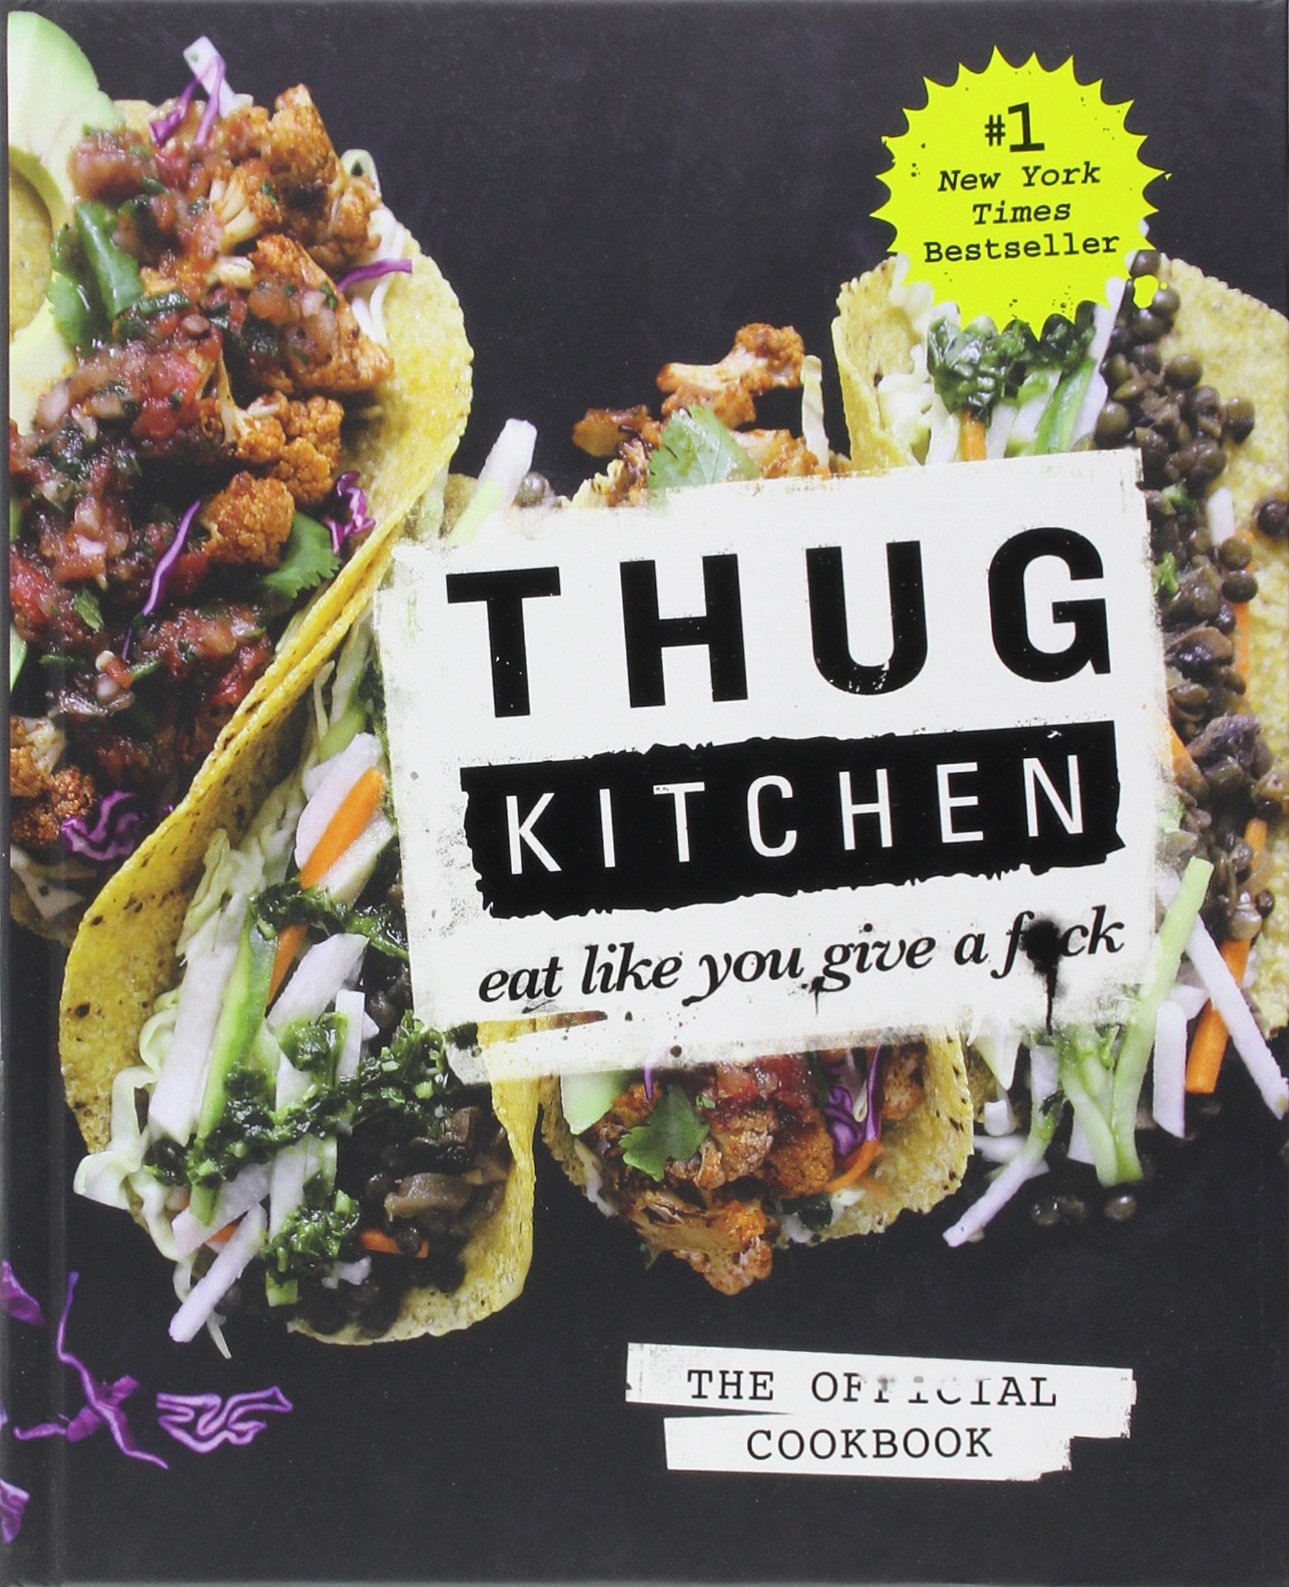 #1
New York
Times
Bestseller
THUG
KITCHEN
eat like you give a f ck
THE OFFICIAL
COOKBOOK